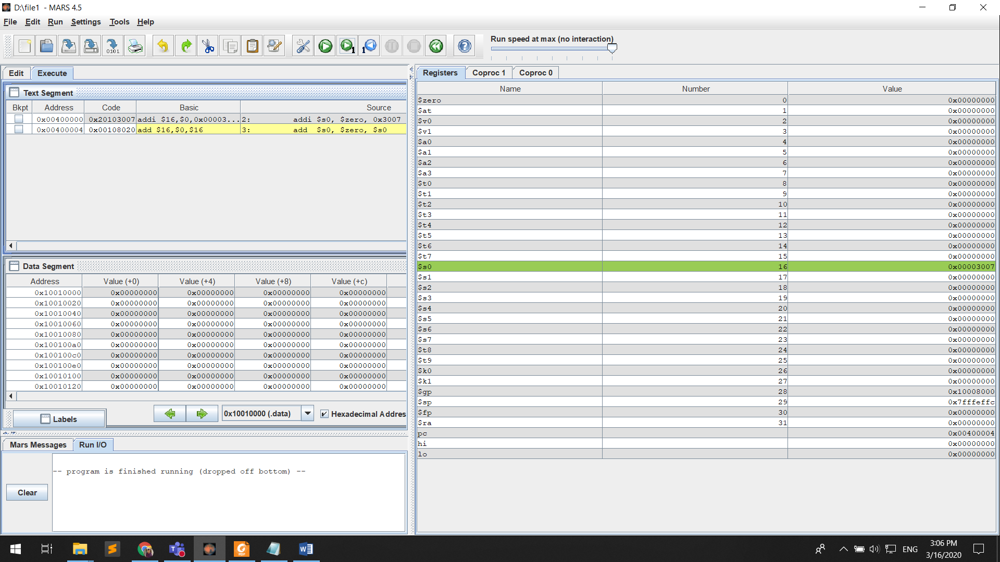 D:\file1 - MARS 4.5
File Edit Run Settings Tools Help
Run speed at max (no interaction)
Edit Execute
Text Segment
Bkpt Address Code Basic Source
0x00400000 0x20103007 addi $16,$0,0x00003... 2: addi $s0, $zero, 0x3007
0x00400004 0x00108020 add $16,$0,$16 3: add $s0, $zero, $s0
Data Segment
Address Value (+0) Value (+4) Value (+8) Value (+c)
0x10010000 0x00000000 0x00000000 0x00000000 0x00000000
0x10010020 0x00000000 0x00000000 0x00000000 0x00000000
0x10010040 0x00000000 0x00000000 0x00000000 0x00000000
0x10010060 0x00000000 0x00000000 0x00000000 0x00000000
0x10010080 0x00000000 0x00000000 0x00000000 0x00000000
0x100100a0 0x00000000 0x00000000 0x00000000 0x00000000
0x100100c0 0x00000000 0x00000000 0x00000000 0x00000000
0x100100e0 0x00000000 0x00000000 0x00000000 0x00000000
0x10010100 0x00000000 0x00000000 0x00000000 0x00000000
0x10010120 0x00000000 0x00000000 0x00000000 0x00000000
Labels 0x10010000 (.data) Hexadecimal Addres
Mars Messages Run I/O
-- program is finished running (dropped off bottom) --
Clear
Registers Coproc 1 Coproc 0
Name Number Value
$zero 0 0x00000000
$at 1 0x00000000
$v0 2 0x00000000
$v1 3 0x00000000
$a0 4 0x00000000
$a1 5 0x00000000
$a2 6 0x00000000
$a3 7 0x00000000
$t0 8 0x00000000
$t1 9 0x00000000
$t2 10 0x00000000
$t3 11 0x00000000
$t4 12 0x00000000
$t5 13 0x00000000
$t6 14 0x00000000
$t7 15 0x00000000
$s0 16 0x00003007
$s1 17 0x00000000
$s2 18 0x00000000
$s3 19 0x00000000
$s4 20 0x00000000
$s5 21 0x00000000
$s6 22 0x00000000
$s7 23 0x00000000
$t8 24 0x00000000
$t9 25 0x00000000
$k0 26 0x00000000
$k1 27 0x00000000
$gp 28 0x10008000
$sp 29 0x7fffeffc
$fp 30 0x00000000
$ra 31 0x00000000
pc 0x00400004
hi 0x00000000
lo 0x00000000
ENG
3:06 PM
3/16/2020